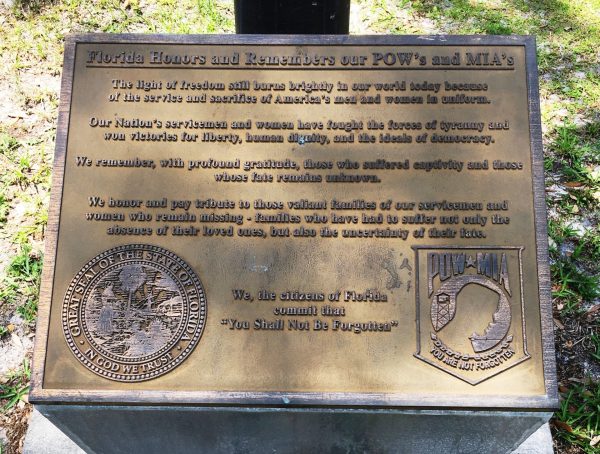 Florida Honors and Remembers our POW's and MIA's
The light of freedom still burns brightly in our world today because
of the service and sacrifice of America's men and women in uniform.
Our Nation's servicemen and women have fought the forces of tyranny and
won victories for liberty, human dignity, and the ideals of democracy.
We remember, with profound gratitude, those who suffered captivity and those
whose fate remains unknown.
We honor and pay tribute to those valiant families of our servicemen and
women who remain missing - families who have had to suffer not only the
absence of their loved ones, but also the uncertainty of their fate.
GREAT SEAL OF THE STATE OF FLORIDA
IN GOD WE TRUST
We, the citizens of Florida
commit that
"You Shall Not Be Forgotten"
POW★MIA
YOU ARE NOT FORGOTTEN